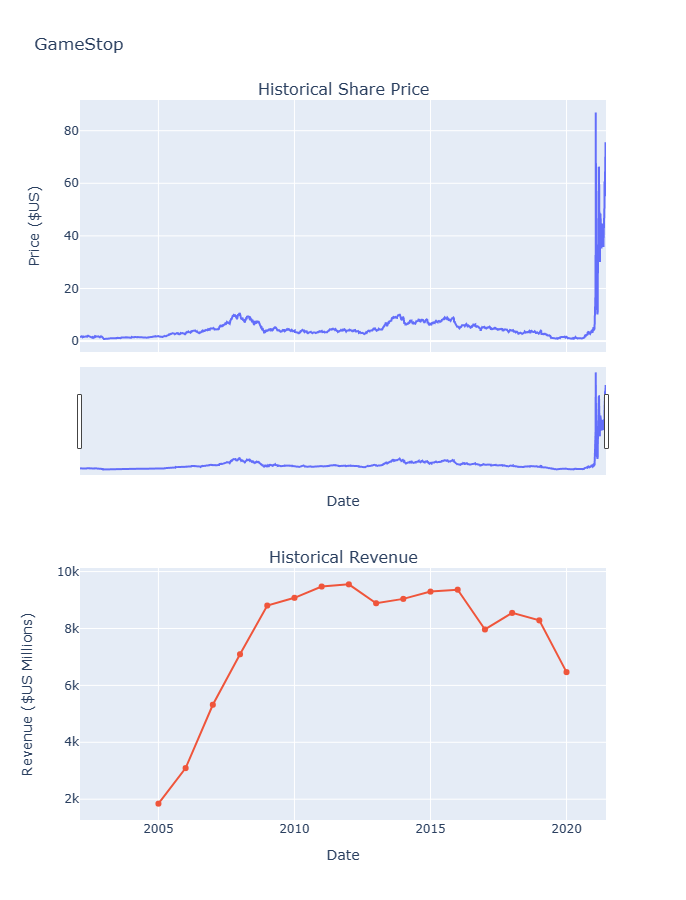 GameStop
Historical Share Price
80
60
40
20
0
Price ($US)
Date
Historical Revenue
10k
8k
6k
4k
2k
Revenue ($US Millions)
2005 2010 2015 2020
Date